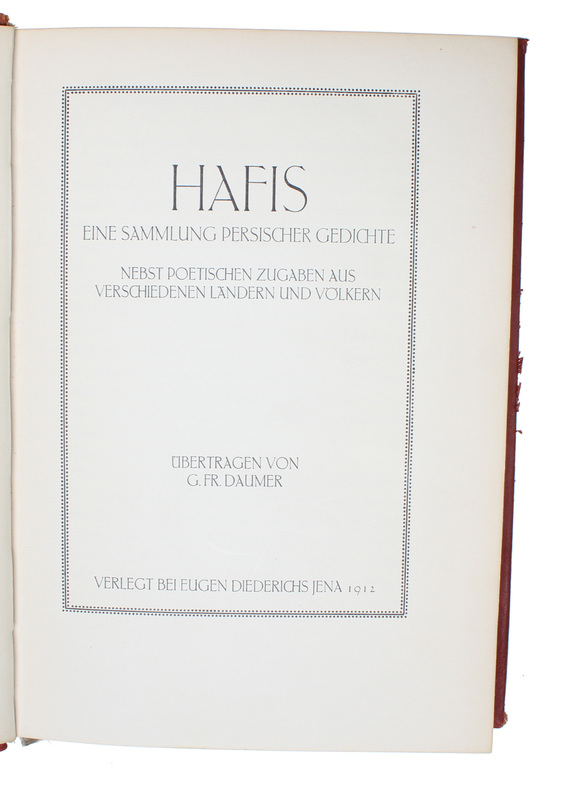 HAFIS
EINE SAMMLUNG PERSISCHER GEDICHTE
NEBST POETISCHEN ZUGABEN AUS
VERSCHIEDENEN LÄNDERN UND VÖLKERN
ÜBERTRAGEN VON
G. FR. DAUMER
VERLEGT BEI EUGEN DIEDERICHS JENA 1912